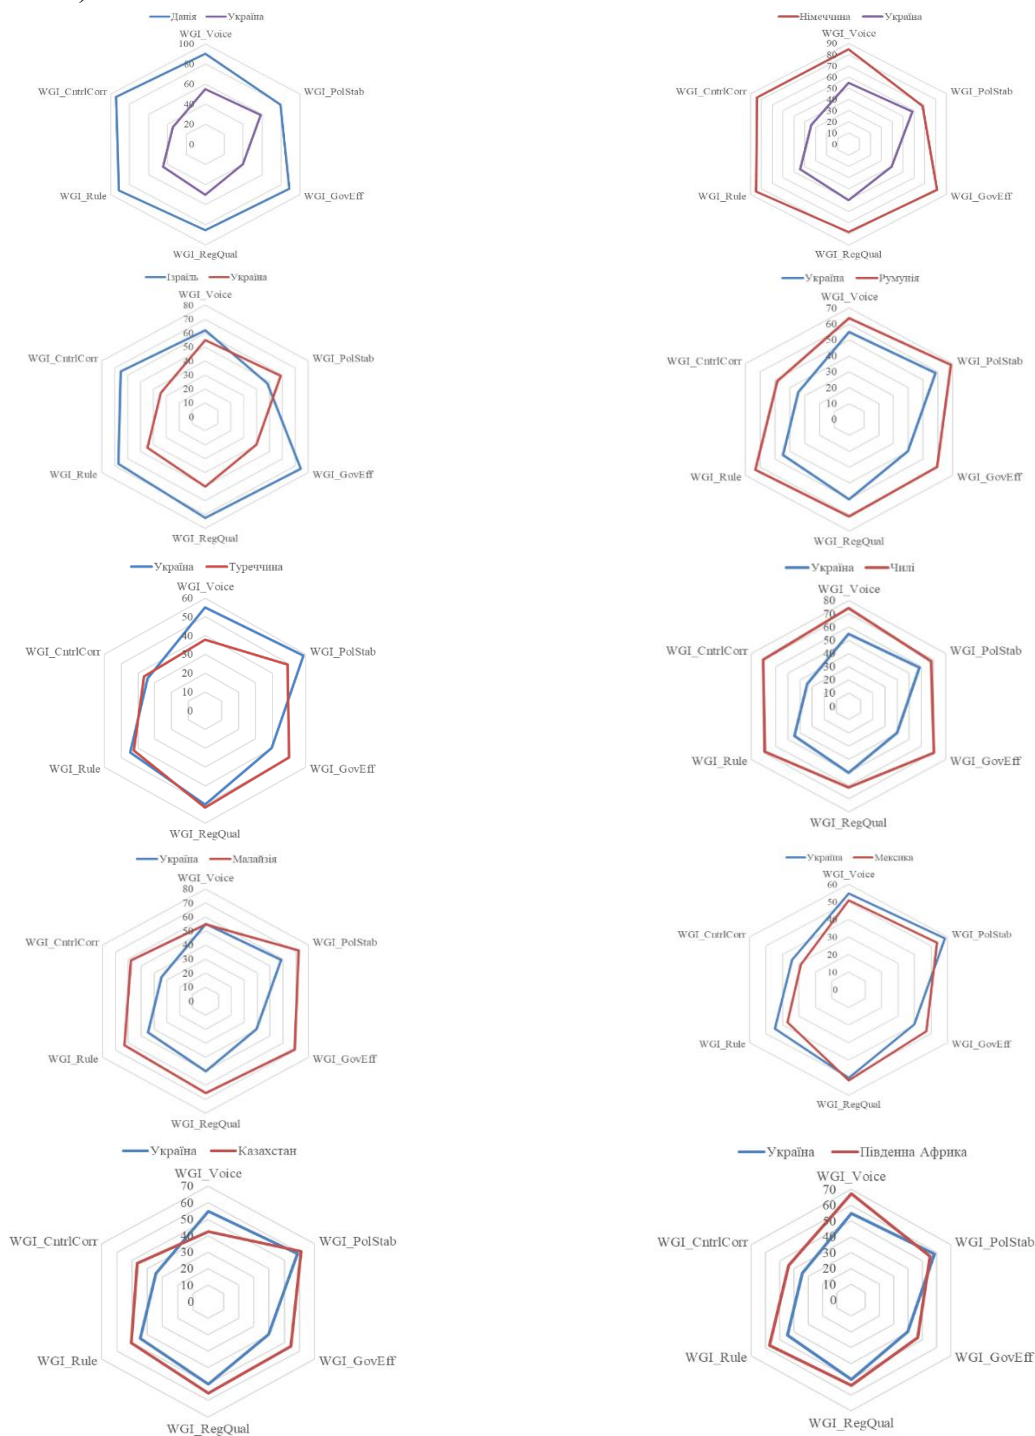 Данія Україна
WGI_Voice
100
80
60
40
20
0
WGI_PolStab
WGI_GovEff
WGI_RegQual
WGI_Rule
WGI_CntrlCorr
Німеччина Україна
WGI_Voice
90
80
70
60
50
40
30
20
10
0
WGI_PolStab
WGI_GovEff
WGI_RegQual
WGI_Rule
WGI_CntrlCorr
Ізраїль Україна
WGI_Voice
80
70
60
50
40
30
20
10
0
WGI_PolStab
WGI_GovEff
WGI_RegQual
WGI_Rule
WGI_CntrlCorr
Україна Румунія
WGI_Voice
70
60
50
40
30
20
10
0
WGI_PolStab
WGI_GovEff
WGI_RegQual
WGI_Rule
WGI_CntrlCorr
Україна Туреччина
WGI_Voice
60
50
40
30
20
10
0
WGI_PolStab
WGI_GovEff
WGI_RegQual
WGI_Rule
WGI_CntrlCorr
Україна Чилі
WGI_Voice
80
70
60
50
40
30
20
10
0
WGI_PolStab
WGI_GovEff
WGI_RegQual
WGI_Rule
WGI_CntrlCorr
Україна Малайзія
WGI_Voice
80
70
60
50
40
30
20
10
0
WGI_PolStab
WGI_GovEff
WGI_RegQual
WGI_Rule
WGI_CntrlCorr
Україна Мексика
WGI_Voice
60
50
40
30
20
10
0
WGI_PolStab
WGI_GovEff
WGI_RegQual
WGI_Rule
WGI_CntrlCorr
Україна Казахстан
WGI_Voice
70
60
50
40
30
20
10
0
WGI_PolStab
WGI_GovEff
WGI_RegQual
WGI_Rule
WGI_CntrlCorr
Україна Південна Африка
WGI_Voice
70
60
50
40
30
20
10
0
WGI_PolStab
WGI_GovEff
WGI_RegQual
WGI_Rule
WGI_CntrlCorr